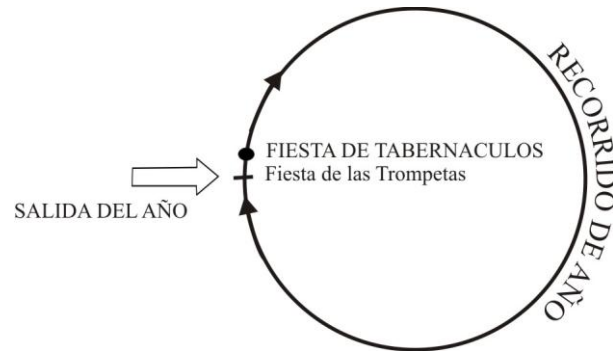 RECORRIDO DE AÑO
FIESTA DE TABERNACULOS
Fiesta de las Trompetas
SALIDA DEL AÑO